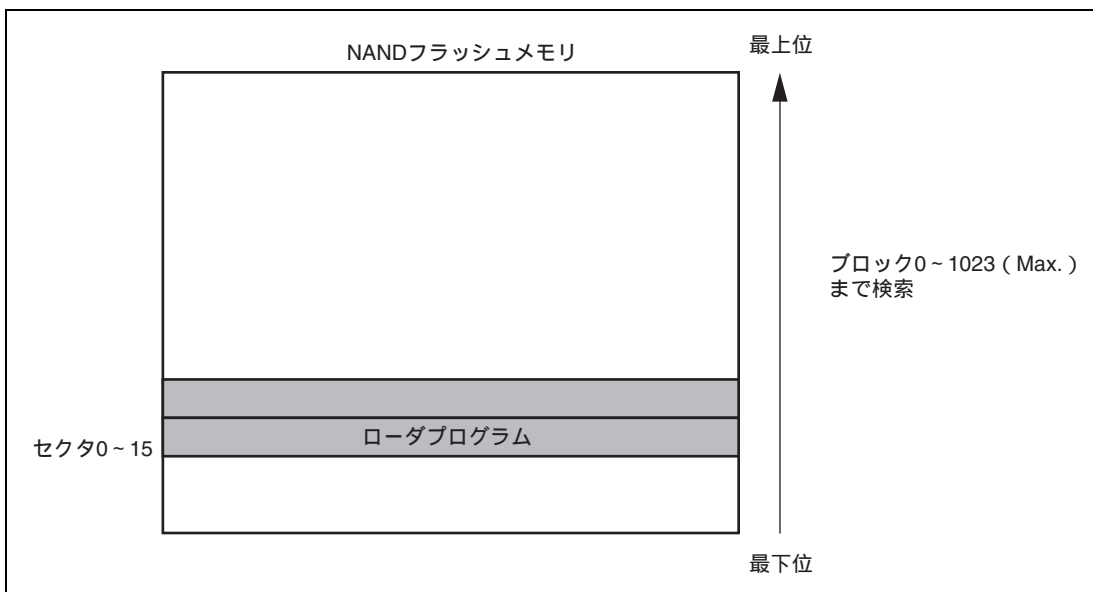 NANDフラッシュメモリ
最上位
ブロック0~1023(Max.)
まで検索
ローダプログラム
セクタ0~15
最下位